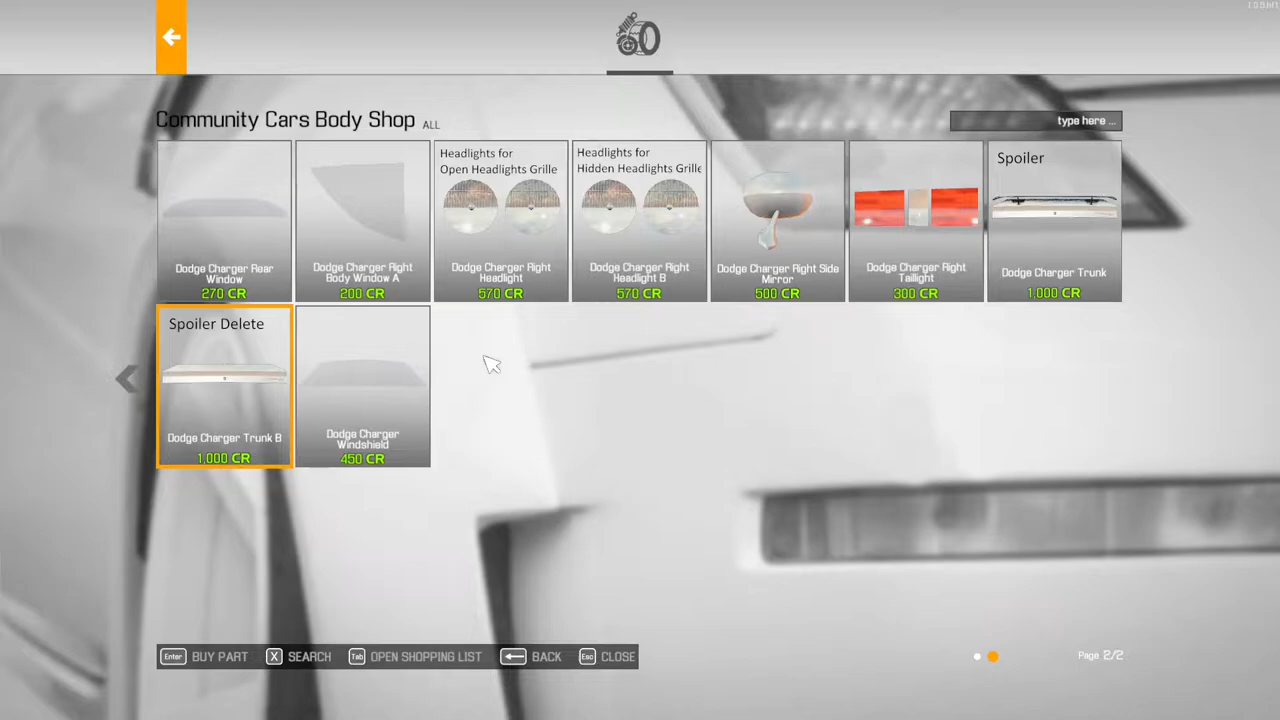 Community Cars Body Shop ALL
type here ...
Dodge Charger Rear
Window
270 CR
Dodge Charger Right
Body Window A
200 CR
Headlights for
Open Headlights Grille
Dodge Charger Right
Headlight
570 CR
Headlights for
Hidden Headlights Grille
Dodge Charger Right
Headlight B
570 CR
Dodge Charger Right Side
Mirror
500 CR
Dodge Charger Right
Taillight
300 CR
Spoiler
Dodge Charger Trunk
1,000 CR
Spoiler Delete
Dodge Charger Trunk B
1,000 CR
Dodge Charger
Windshield
450 CR
Enter BUY PART X SEARCH Tab OPEN SHOPPING LIST BACK Esc CLOSE
Page 2/2